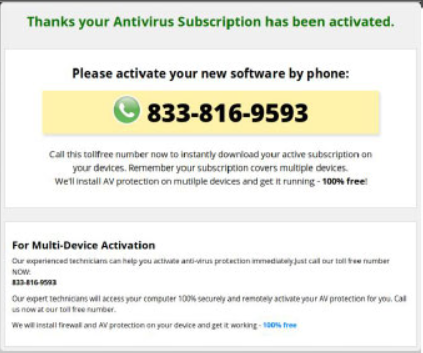 Thanks your Antivirus Subscription has been activated.
Please activate your new software by phone:
833-816-9593
Call this tollfree number now to instantly download your active subscription on
your devices. Remember your subscription covers multiple devices.
We'll install AV protection on mutilple devices and get it running - 100% free!
For Multi-Device Activation
Our experienced technicians can help you activate anti-virus protection immediately.Just call our toll free number
NOW:
833-816-9593
Our expert technicians will access your computer 100% securely and remotely activate your AV protection for you. Call
us now at our toll free number.
We will install firewall and AV protection on your device and get it working - 100% free